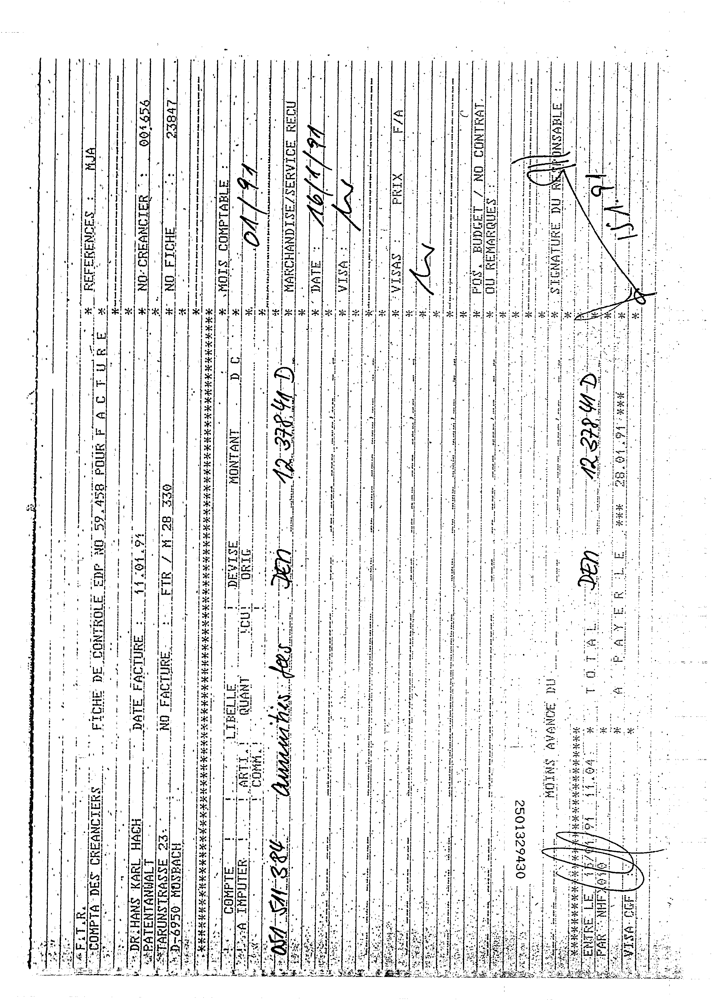 F.T.R.
COMPTA DES CREANCIERS FICHE DE CONTROLE EDP NO 59.458 POUR F A C T U R E * REFERENCES : MJA
DR.HANS KARL HACH DATE FACTURE : 11.01.91 * NO CREANCIER : 001656
PATENTANWALT
TARUNSTRASSE 23 NO FACTURE : FTR / M 28 330 * NO FICHE : 23847
D-6950 MOSBACH
COMPTE ! ! LIBELLE ! DEVISE MONTANT D C * MOIS COMPTABLE :
A IMPUTER ! ARTI ! QUANT !CU! ORIG
COMM. ! 01/91
051 511 384 annuities fees DEM 12 378.41 D
* MARCHANDISE/SERVICE RECU
* DATE : 16/1/91
* VISA :
* VISAS : PRIX F/A
* POS. BUDGET / NO CONTRAT
* OU REMARQUES :
2501329430
MOINS AVANCE DU
* SIGNATURE DU RESPONSABLE :
ENTRE LE 15/01/91 11.04 * T O T A L DEM 12 378.41 D
PAR NHF/010
* A P A Y E R L E *** 28.01.91 ***
15.1.91
VISA CGF *